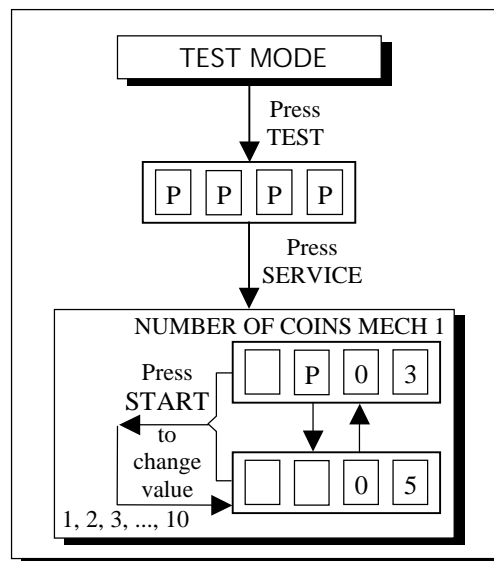 TEST MODE
Press
TEST
P P P P
Press
SERVICE
NUMBER OF COINS MECH 1
P 0 3
Press
START
to
change
value
0 5
1, 2, 3, ..., 10